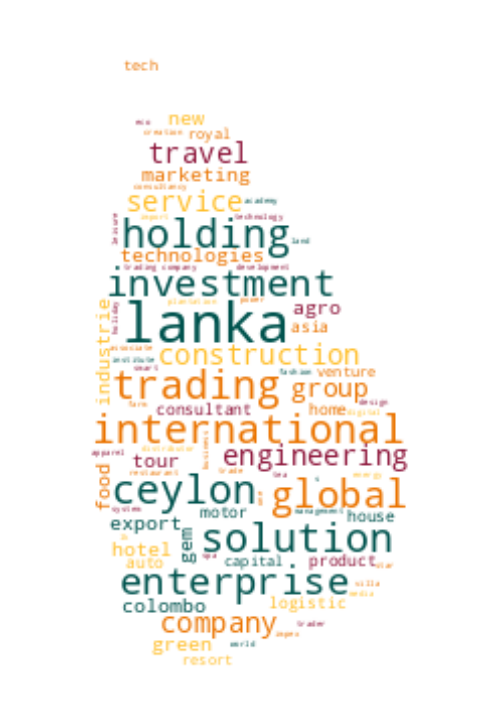 tech
eco new
creation royal
travel
marketing
consultancy
service academy
import technology
leisure
holding land
technologies
trading company development
investment
plantation power
holiday
lanka agro
asia
industrie
associate construction
institute
smart fashion venture
trading group
farm design
consultant home digital
international
apparel distributor business engineering
tour
restaurant trade
food tea energy
ceylon one global
system motor management house
export
gem solution
hotel
auto spa capital product star
enterprise villa
media
colombo logistic
company trader
impex
green world
resort